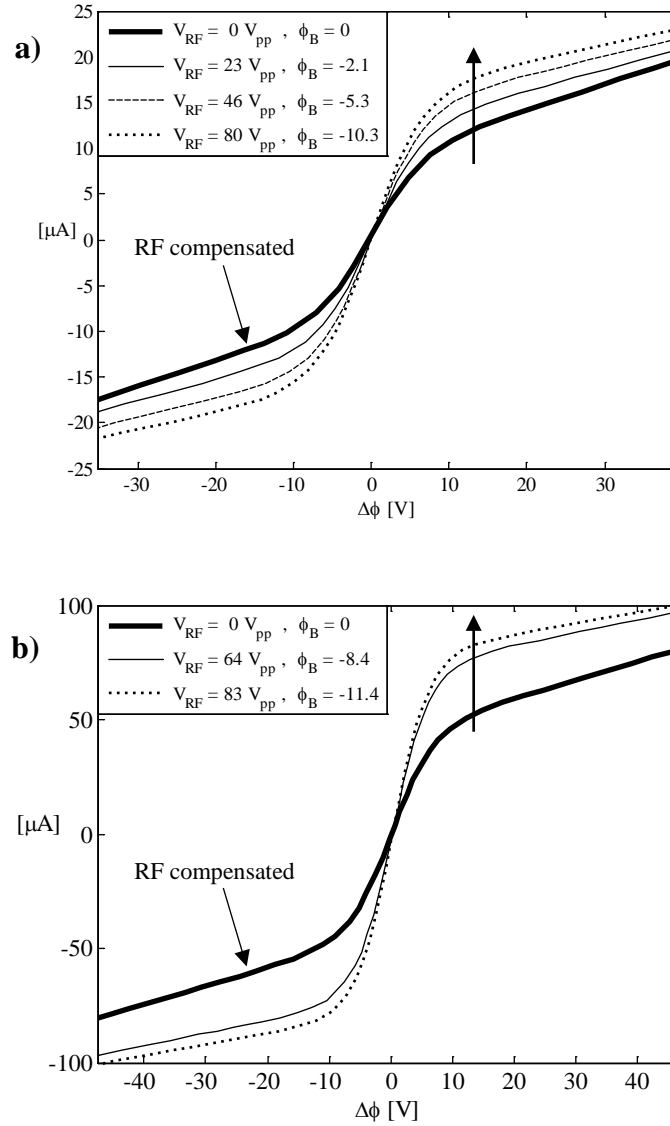 a)
V_RF = 0 V_pp , ϕ_B = 0
V_RF = 23 V_pp , ϕ_B = -2.1
V_RF = 46 V_pp , ϕ_B = -5.3
V_RF = 80 V_pp , ϕ_B = -10.3
25
20
15
10
5
0
-5
-10
-15
-20
-25
[μA]
RF compensated
-30 -20 -10 0 10 20 30
Δϕ [V]
b)
V_RF = 0 V_pp , ϕ_B = 0
V_RF = 64 V_pp , ϕ_B = -8.4
V_RF = 83 V_pp , ϕ_B = -11.4
100
50
0
-50
-100
[μA]
RF compensated
-40 -30 -20 -10 0 10 20 30 40
Δϕ [V]